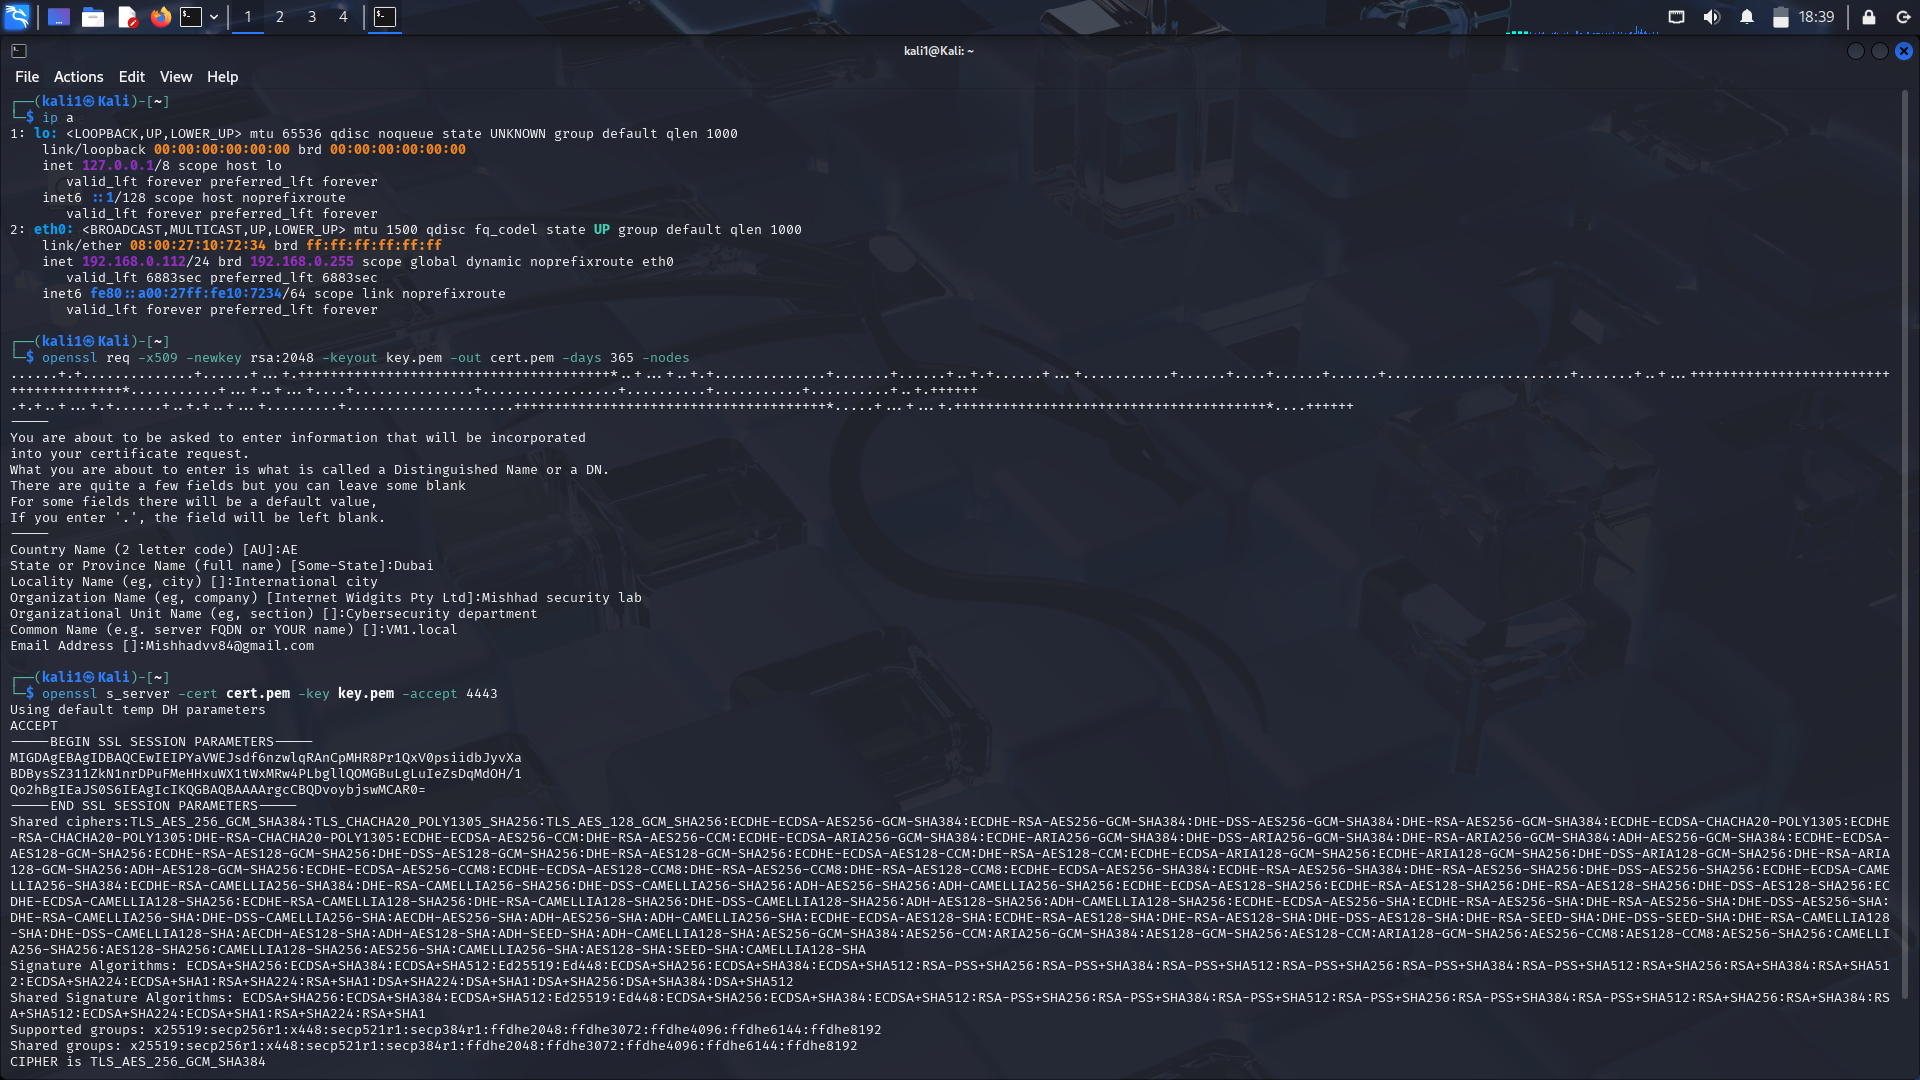 1 2 3 4
18:39
kali1@Kali: ~
File Actions Edit View Help
┌──(kali1㉿Kali)-[~]
└─$ ip a
1: lo: <LOOPBACK,UP,LOWER_UP> mtu 65536 qdisc noqueue state UNKNOWN group default qlen 1000
link/loopback 00:00:00:00:00:00 brd 00:00:00:00:00:00
inet 127.0.0.1/8 scope host lo
valid_lft forever preferred_lft forever
inet6 ::1/128 scope host noprefixroute
valid_lft forever preferred_lft forever
2: eth0: <BROADCAST,MULTICAST,UP,LOWER_UP> mtu 1500 qdisc fq_codel state UP group default qlen 1000
link/ether 08:00:27:10:72:34 brd ff:ff:ff:ff:ff:ff
inet 192.168.0.112/24 brd 192.168.0.255 scope global dynamic noprefixroute eth0
valid_lft 6883sec preferred_lft 6883sec
inet6 fe80::a00:27ff:fe10:7234/64 scope link noprefixroute
valid_lft forever preferred_lft forever
┌──(kali1㉿Kali)-[~]
└─$ openssl req -x509 -newkey rsa:2048 -keyout key.pem -out cert.pem -days 365 -nodes
-----
You are about to be asked to enter information that will be incorporated
into your certificate request.
What you are about to enter is what is called a Distinguished Name or a DN.
There are quite a few fields but you can leave some blank
For some fields there will be a default value,
If you enter '.', the field will be left blank.
-----
Country Name (2 letter code) [AU]:AE
State or Province Name (full name) [Some-State]:Dubai
Locality Name (eg, city) []:International city
Organization Name (eg, company) [Internet Widgits Pty Ltd]:Mishhad security lab
Organizational Unit Name (eg, section) []:Cybersecurity department
Common Name (e.g. server FQDN or YOUR name) []:VM1.local
Email Address []:Mishhadvv84@gmail.com
┌──(kali1㉿Kali)-[~]
└─$ openssl s_server -cert cert.pem -key key.pem -accept 4443
Using default temp DH parameters
ACCEPT
-----BEGIN SSL SESSION PARAMETERS-----
MIGDAgEBAgIDBAQCEwIEIPYaVWEJsdf6nzwlqRAnCpMHR8Pr1QxV0psiidbJyvXa
BDBysSZ311ZkN1nrDPuFMeHHxuWX1tWxMRw4PLbgllQOMGBuLgLuIeZsDqMdOH/1
Qo2hBgIEaJS0S6IEAgIcIKQGBAQBAAAArgcCBQDvoybjswMCAR0=
-----END SSL SESSION PARAMETERS-----
Shared ciphers:TLS_AES_256_GCM_SHA384:TLS_CHACHA20_POLY1305_SHA256:TLS_AES_128_GCM_SHA256:ECDHE-ECDSA-AES256-GCM-SHA384:ECDHE-RSA-AES256-GCM-SHA384:DHE-DSS-AES256-GCM-SHA384:DHE-RSA-AES256-GCM-SHA384:ECDHE-ECDSA-CHACHA20-POLY1305:ECDHE
-RSA-CHACHA20-POLY1305:DHE-RSA-CHACHA20-POLY1305:ECDHE-ECDSA-AES256-CCM:DHE-RSA-AES256-CCM:ECDHE-ECDSA-ARIA256-GCM-SHA384:ECDHE-ARIA256-GCM-SHA384:DHE-DSS-ARIA256-GCM-SHA384:DHE-RSA-ARIA256-GCM-SHA384:ADH-AES256-GCM-SHA384:ECDHE-ECDSA-
AES128-GCM-SHA256:ECDHE-RSA-AES128-GCM-SHA256:DHE-DSS-AES128-GCM-SHA256:DHE-RSA-AES128-GCM-SHA256:ECDHE-ECDSA-AES128-CCM:DHE-RSA-AES128-CCM:ECDHE-ECDSA-ARIA128-GCM-SHA256:ECDHE-ARIA128-GCM-SHA256:DHE-DSS-ARIA128-GCM-SHA256:DHE-RSA-ARIA
128-GCM-SHA256:ADH-AES128-GCM-SHA256:ECDHE-ECDSA-AES256-CCM8:ECDHE-ECDSA-AES128-CCM8:DHE-RSA-AES256-CCM8:DHE-RSA-AES128-CCM8:ECDHE-ECDSA-AES256-SHA384:ECDHE-RSA-AES256-SHA384:DHE-RSA-AES256-SHA256:DHE-DSS-AES256-SHA256:ECDHE-ECDSA-CAME
LLIA256-SHA384:ECDHE-RSA-CAMELLIA256-SHA384:DHE-RSA-CAMELLIA256-SHA256:DHE-DSS-CAMELLIA256-SHA256:ADH-AES256-SHA256:ADH-CAMELLIA256-SHA256:ECDHE-ECDSA-AES128-SHA256:ECDHE-RSA-AES128-SHA256:DHE-RSA-AES128-SHA256:DHE-DSS-AES128-SHA256:EC
DHE-ECDSA-CAMELLIA128-SHA256:ECDHE-RSA-CAMELLIA128-SHA256:DHE-RSA-CAMELLIA128-SHA256:DHE-DSS-CAMELLIA128-SHA256:ADH-AES128-SHA256:ADH-CAMELLIA128-SHA256:ECDHE-ECDSA-AES256-SHA:ECDHE-RSA-AES256-SHA:DHE-RSA-AES256-SHA:DHE-DSS-AES256-SHA:
DHE-RSA-CAMELLIA256-SHA:DHE-DSS-CAMELLIA256-SHA:AECDH-AES256-SHA:ADH-AES256-SHA:ADH-CAMELLIA256-SHA:ECDHE-ECDSA-AES128-SHA:ECDHE-RSA-AES128-SHA:DHE-RSA-AES128-SHA:DHE-DSS-AES128-SHA:DHE-RSA-SEED-SHA:DHE-DSS-SEED-SHA:DHE-RSA-CAMELLIA128
-SHA:DHE-DSS-CAMELLIA128-SHA:AECDH-AES128-SHA:ADH-AES128-SHA:ADH-SEED-SHA:ADH-CAMELLIA128-SHA:AES256-GCM-SHA384:AES256-CCM:ARIA256-GCM-SHA384:AES128-GCM-SHA256:AES128-CCM:ARIA128-GCM-SHA256:AES256-CCM8:AES128-CCM8:AES256-SHA256:CAMELLI
A256-SHA256:AES128-SHA256:CAMELLIA128-SHA256:AES256-SHA:CAMELLIA256-SHA:AES128-SHA:SEED-SHA:CAMELLIA128-SHA
Signature Algorithms: ECDSA+SHA256:ECDSA+SHA384:ECDSA+SHA512:Ed25519:Ed448:ECDSA+SHA256:ECDSA+SHA384:ECDSA+SHA512:RSA-PSS+SHA256:RSA-PSS+SHA384:RSA-PSS+SHA512:RSA-PSS+SHA256:RSA-PSS+SHA384:RSA-PSS+SHA512:RSA+SHA256:RSA+SHA384:RSA+SHA51
2:ECDSA+SHA224:ECDSA+SHA1:RSA+SHA224:RSA+SHA1:DSA+SHA224:DSA+SHA1:DSA+SHA256:DSA+SHA384:DSA+SHA512
Shared Signature Algorithms: ECDSA+SHA256:ECDSA+SHA384:ECDSA+SHA512:Ed25519:Ed448:ECDSA+SHA256:ECDSA+SHA384:ECDSA+SHA512:RSA-PSS+SHA256:RSA-PSS+SHA384:RSA-PSS+SHA512:RSA-PSS+SHA256:RSA-PSS+SHA384:RSA-PSS+SHA512:RSA+SHA256:RSA+SHA384:RS
A+SHA512:ECDSA+SHA224:ECDSA+SHA1:RSA+SHA224:RSA+SHA1
Supported groups: x25519:secp256r1:x448:secp521r1:secp384r1:ffdhe2048:ffdhe3072:ffdhe4096:ffdhe6144:ffdhe8192
Shared groups: x25519:secp256r1:x448:secp521r1:secp384r1:ffdhe2048:ffdhe3072:ffdhe4096:ffdhe6144:ffdhe8192
CIPHER is TLS_AES_256_GCM_SHA384